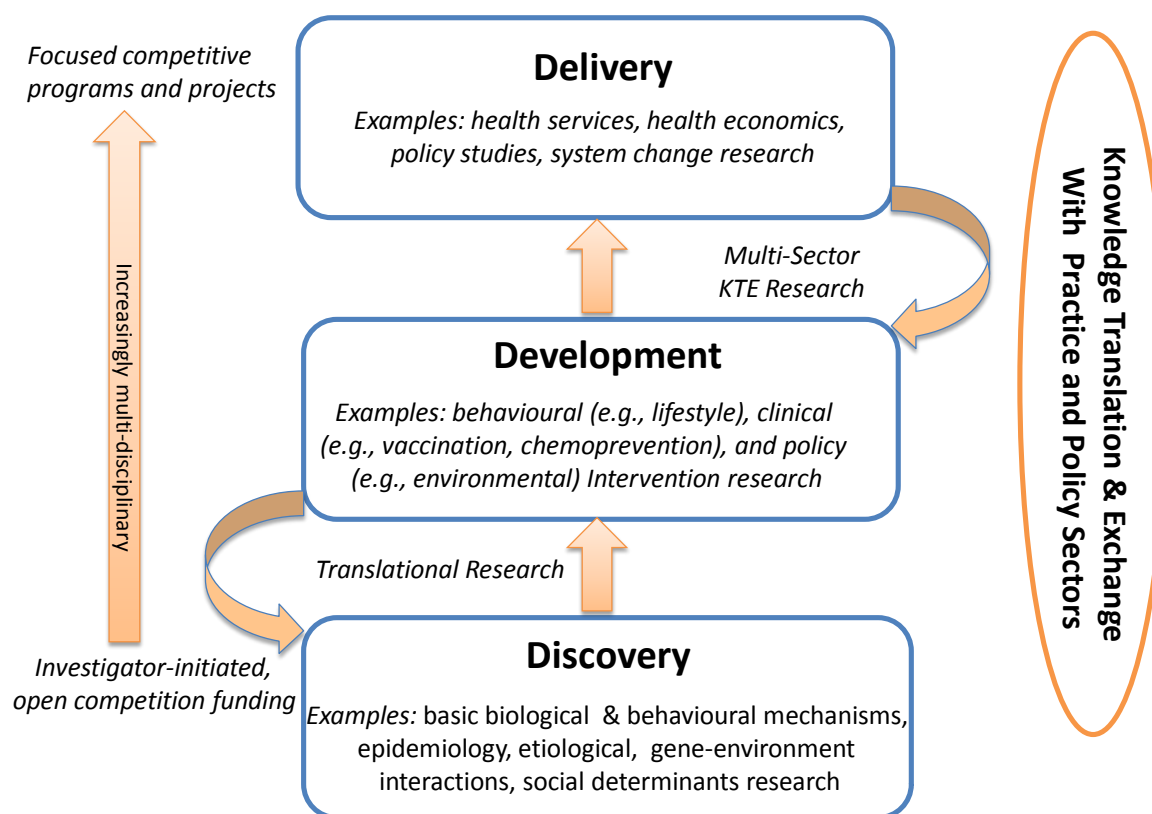 Focused competitive
programs and projects
Delivery
Examples: health services, health economics,
policy studies, system change research
Multi-Sector
KTE Research
Increasingly multi-disciplinary
Development
Examples: behavioural (e.g., lifestyle), clinical
(e.g., vaccination, chemoprevention), and policy
(e.g., environmental) Intervention research
Translational Research
Investigator-initiated,
open competition funding
Discovery
Examples: basic biological & behavioural mechanisms,
epidemiology, etiological, gene-environment
interactions, social determinants research
Knowledge Translation & Exchange
With Practice and Policy Sectors